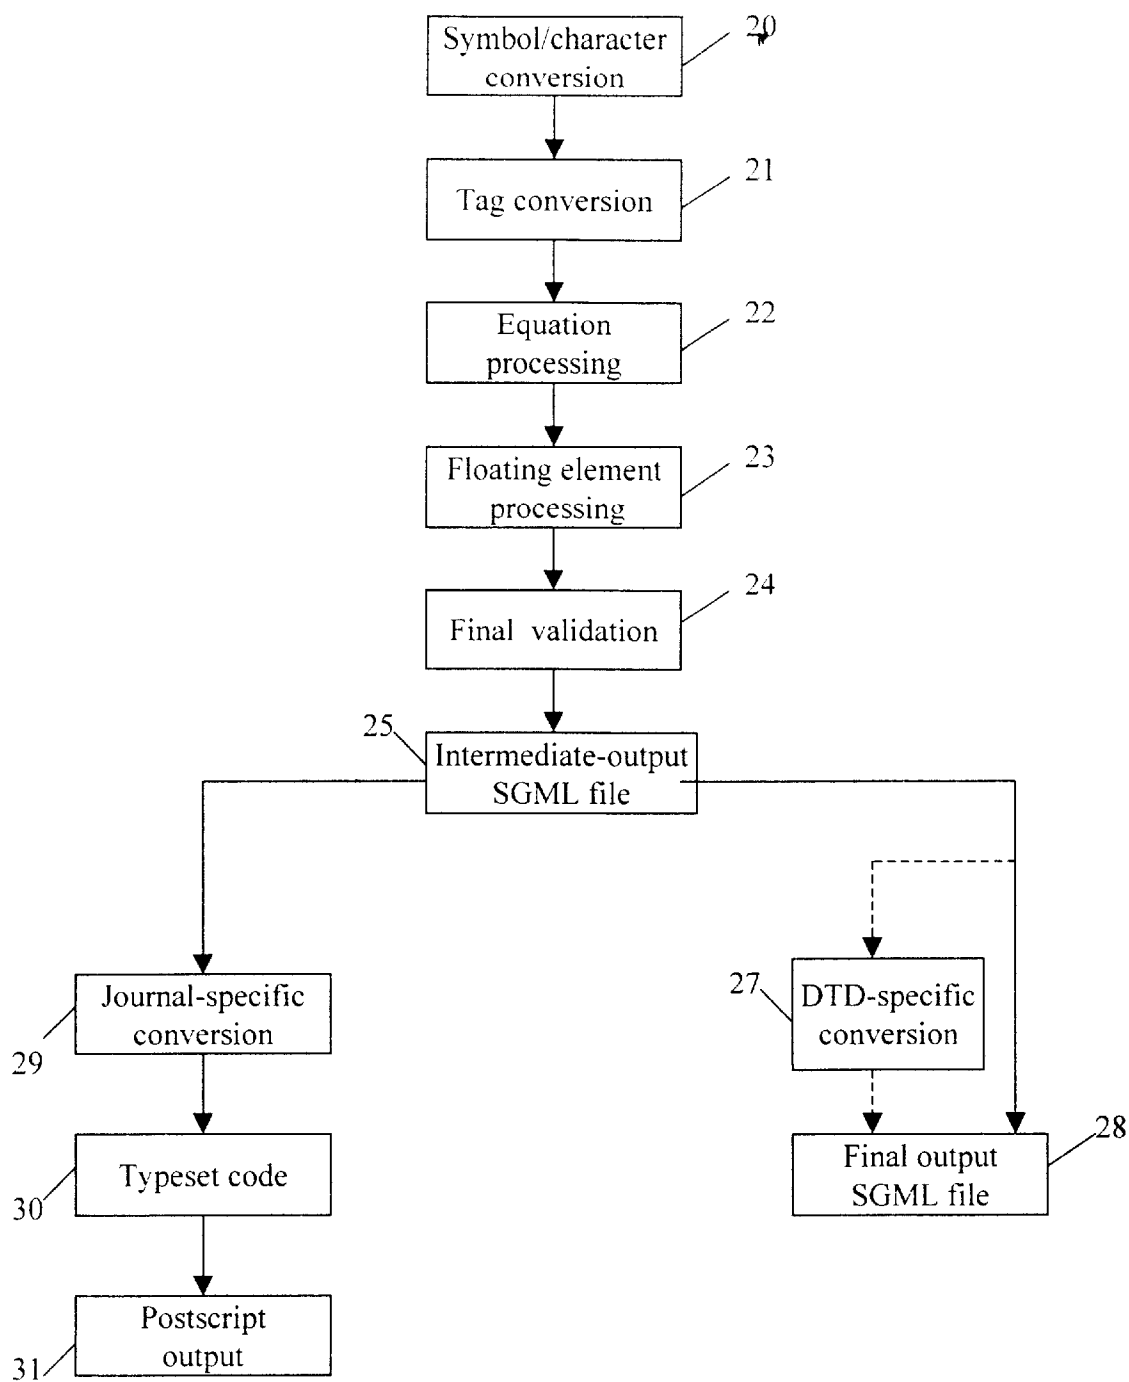 20
Symbol/character
conversion
21
Tag conversion
22
Equation
processing
23
Floating element
processing
24
Final validation
25
Intermediate-output
SGML file
29
Journal-specific
conversion
27
DTD-specific
conversion
30
Typeset code
28
Final output
SGML file
31
Postscript
output